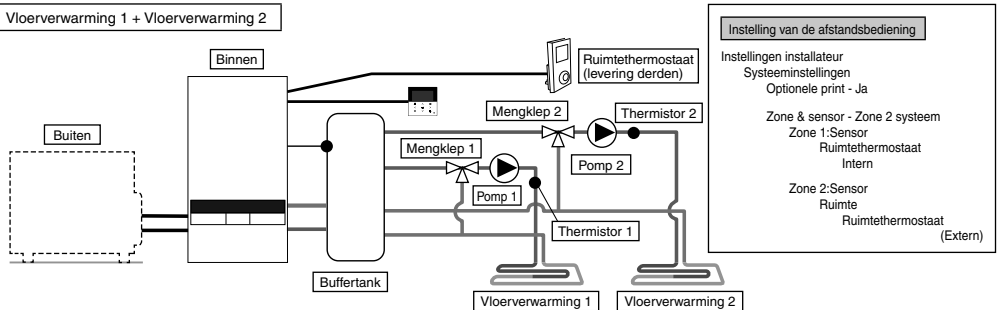 Vloerverwarming 1 + Vloerverwarming 2
Binnen
Buiten
Ruimtethermostaat
(levering derden)
Mengklep 2
Thermistor 2
Mengklep 1
Pomp 2
Pomp 1
Thermistor 1
Buffertank
Vloerverwarming 1
Vloerverwarming 2
Instelling van de afstandsbediening
Instellingen installateur
Systeeminstellingen
Optionele print - Ja
Zone & sensor - Zone 2 systeem
Zone 1:Sensor
Ruimtethermostaat
Intern
Zone 2:Sensor
Ruimte
Ruimtethermostaat
(Extern)